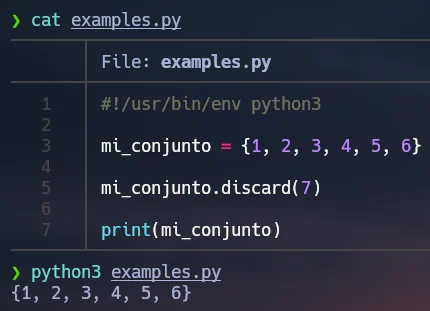 ❯ cat examples.py
File: examples.py
1 #!/usr/bin/env python3
2
3 mi_conjunto = {1, 2, 3, 4, 5, 6}
4
5 mi_conjunto.discard(7)
6
7 print(mi_conjunto)
❯ python3 examples.py
{1, 2, 3, 4, 5, 6}